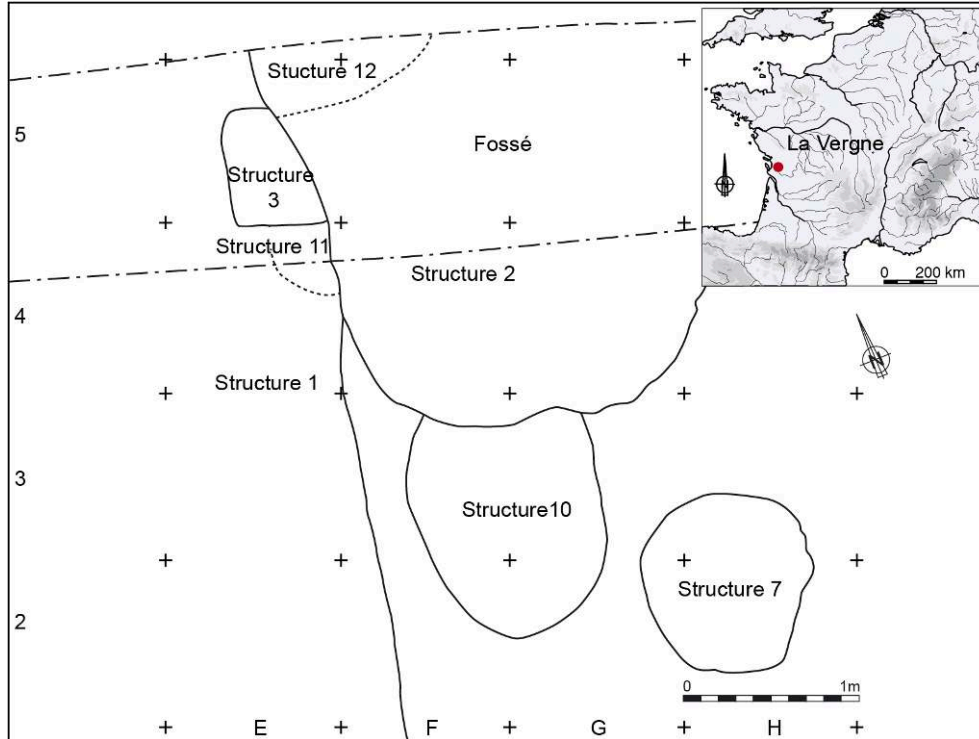 Stucture 12
La Vergne
5
Fossé
Structure
3
N
Structure 11
Structure 2
0 200 km
4
N
Structure 1
3
Structure10
2
Structure 7
0 1m
E F G H